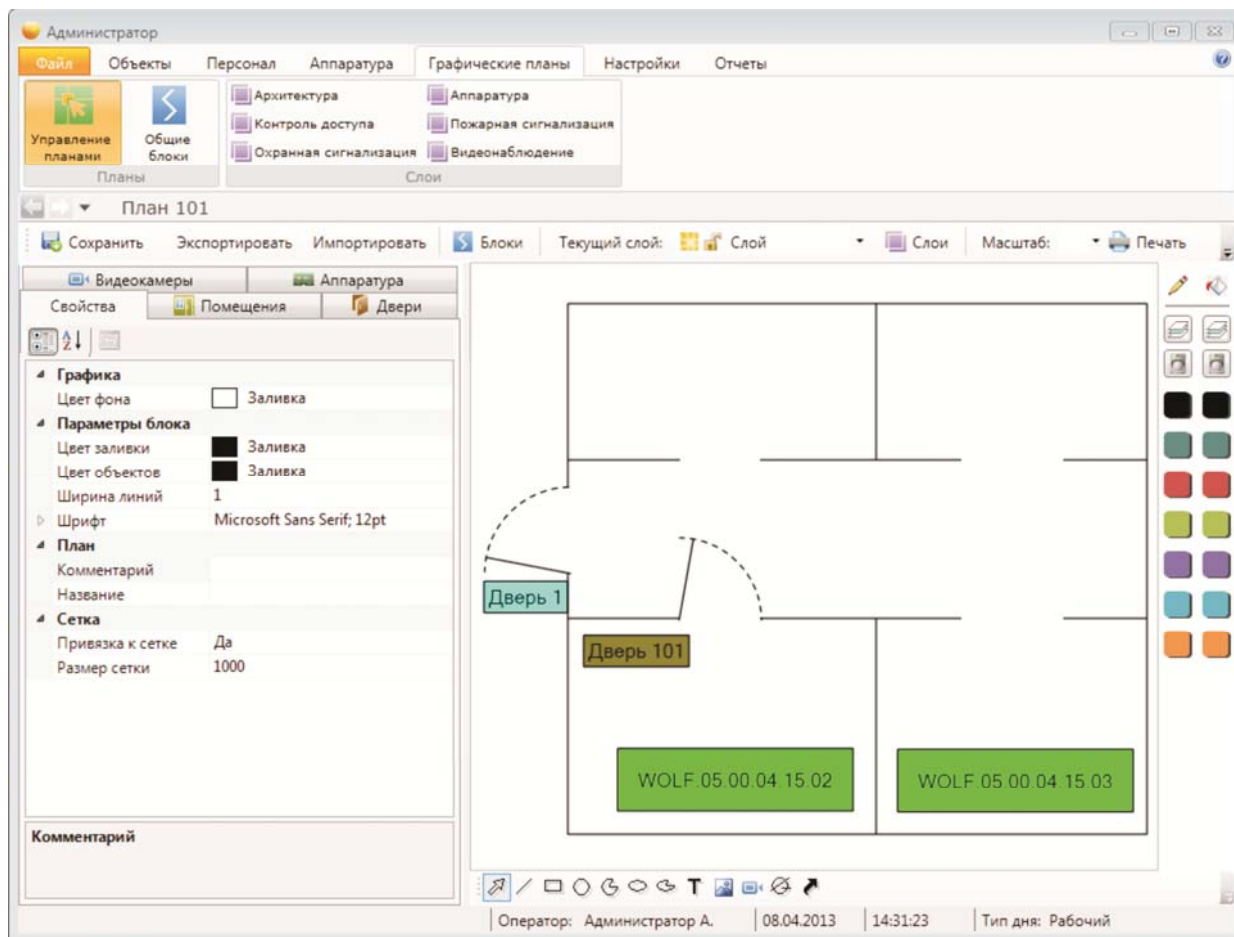 Администратор
Файл Объекты Персонал Аппаратура Графические планы Настройки Отчеты
Управление планами
Общие блоки
Планы
Архитектура Аппаратура
Контроль доступа Пожарная сигнализация
Охранная сигнализация Видеонаблюдение
Слои
План 101
Сохранить Экспортировать Импортировать Блоки Текущий слой: Слой Слои Масштаб: Печать
Видеокамеры Аппаратура
Свойства Помещения Двери
Графика
Цвет фона Заливка
Параметры блока
Цвет заливки Заливка
Цвет объектов Заливка
Ширина линий 1
Шрифт Microsoft Sans Serif; 12pt
План
Комментарий
Название
Сетка
Привязка к сетке Да
Размер сетки 1000
Комментарий
Дверь 1
Дверь 101
WOLF.05.00.04.15.02
WOLF.05.00.04.15.03
Оператор: Администратор А. 08.04.2013 14:31:23 Тип дня: Рабочий